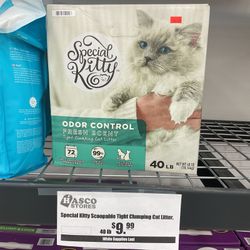 Special
Kitty
ODOR CONTROL
FRESH SCENT
Tight Clumping Cat Litter
72
99%
40 LB
HASCO
STORES
Special Kitty Scoopable Tight Clumping Cat Litter,
40 lb $9.99
While Supplies Last